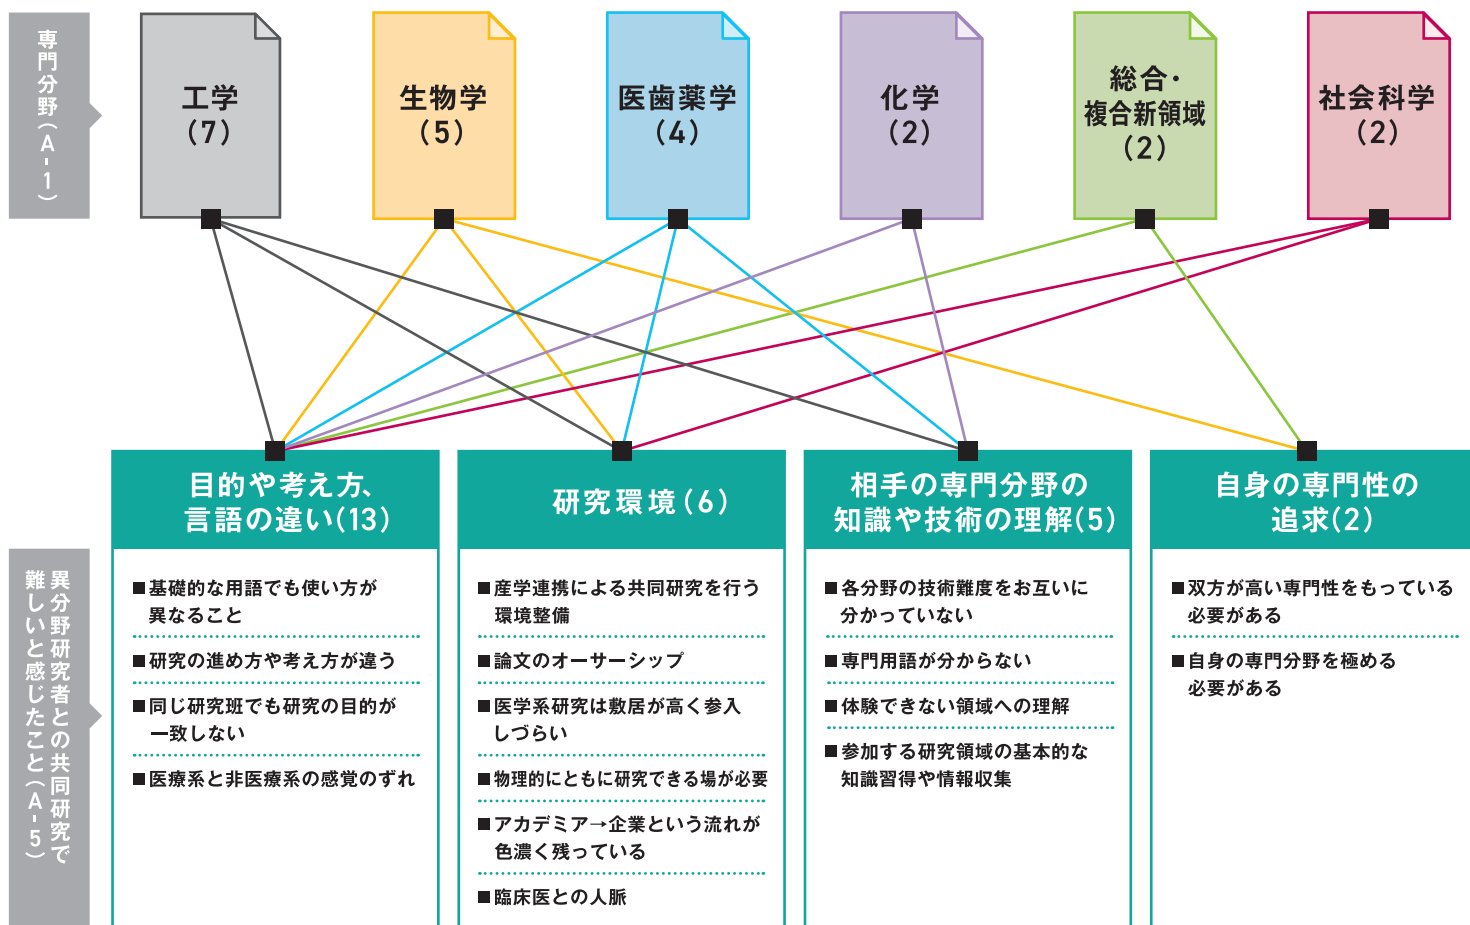 専門分野(A-1)
工学
(7)
生物学
(5)
医歯薬学
(4)
化学
(2)
総合・
複合新領域
(2)
社会科学
(2)
異分野研究者との共同研究で
難しいと感じたこと(A-5)
目的や考え方、
言語の違い(13)
■基礎的な用語でも使い方が
異なること
■研究の進め方や考え方が違う
■同じ研究班でも研究の目的が
一致しない
■医療系と非医療系の感覚のずれ
研究環境(6)
■産学連携による共同研究を行う
環境整備
■論文のオーサーシップ
■医学系研究は敷居が高く参入
しづらい
■物理的にともに研究できる場が必要
■アカデミア→企業という流れが
色濃く残っている
■臨床医との人脈
相手の専門分野の
知識や技術の理解(5)
■各分野の技術難度をお互いに
分かっていない
■専門用語が分からない
■体験できない領域への理解
■参加する研究領域の基本的な
知識習得や情報収集
自身の専門性の
追求(2)
■双方が高い専門性をもっている
必要がある
■自身の専門分野を極める
必要がある